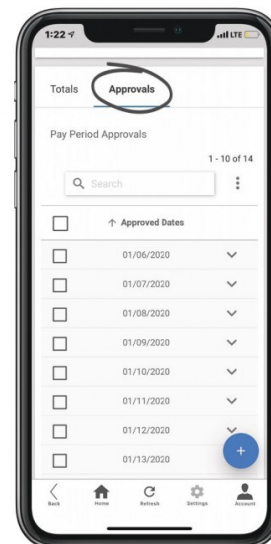 1:22
LTE
Totals Approvals
Pay Period Approvals
1 - 10 of 14
Search
Approved Dates
01/06/2020
01/07/2020
01/08/2020
01/09/2020
01/10/2020
01/11/2020
01/12/2020
01/13/2020
Back Home Refresh Settings Account